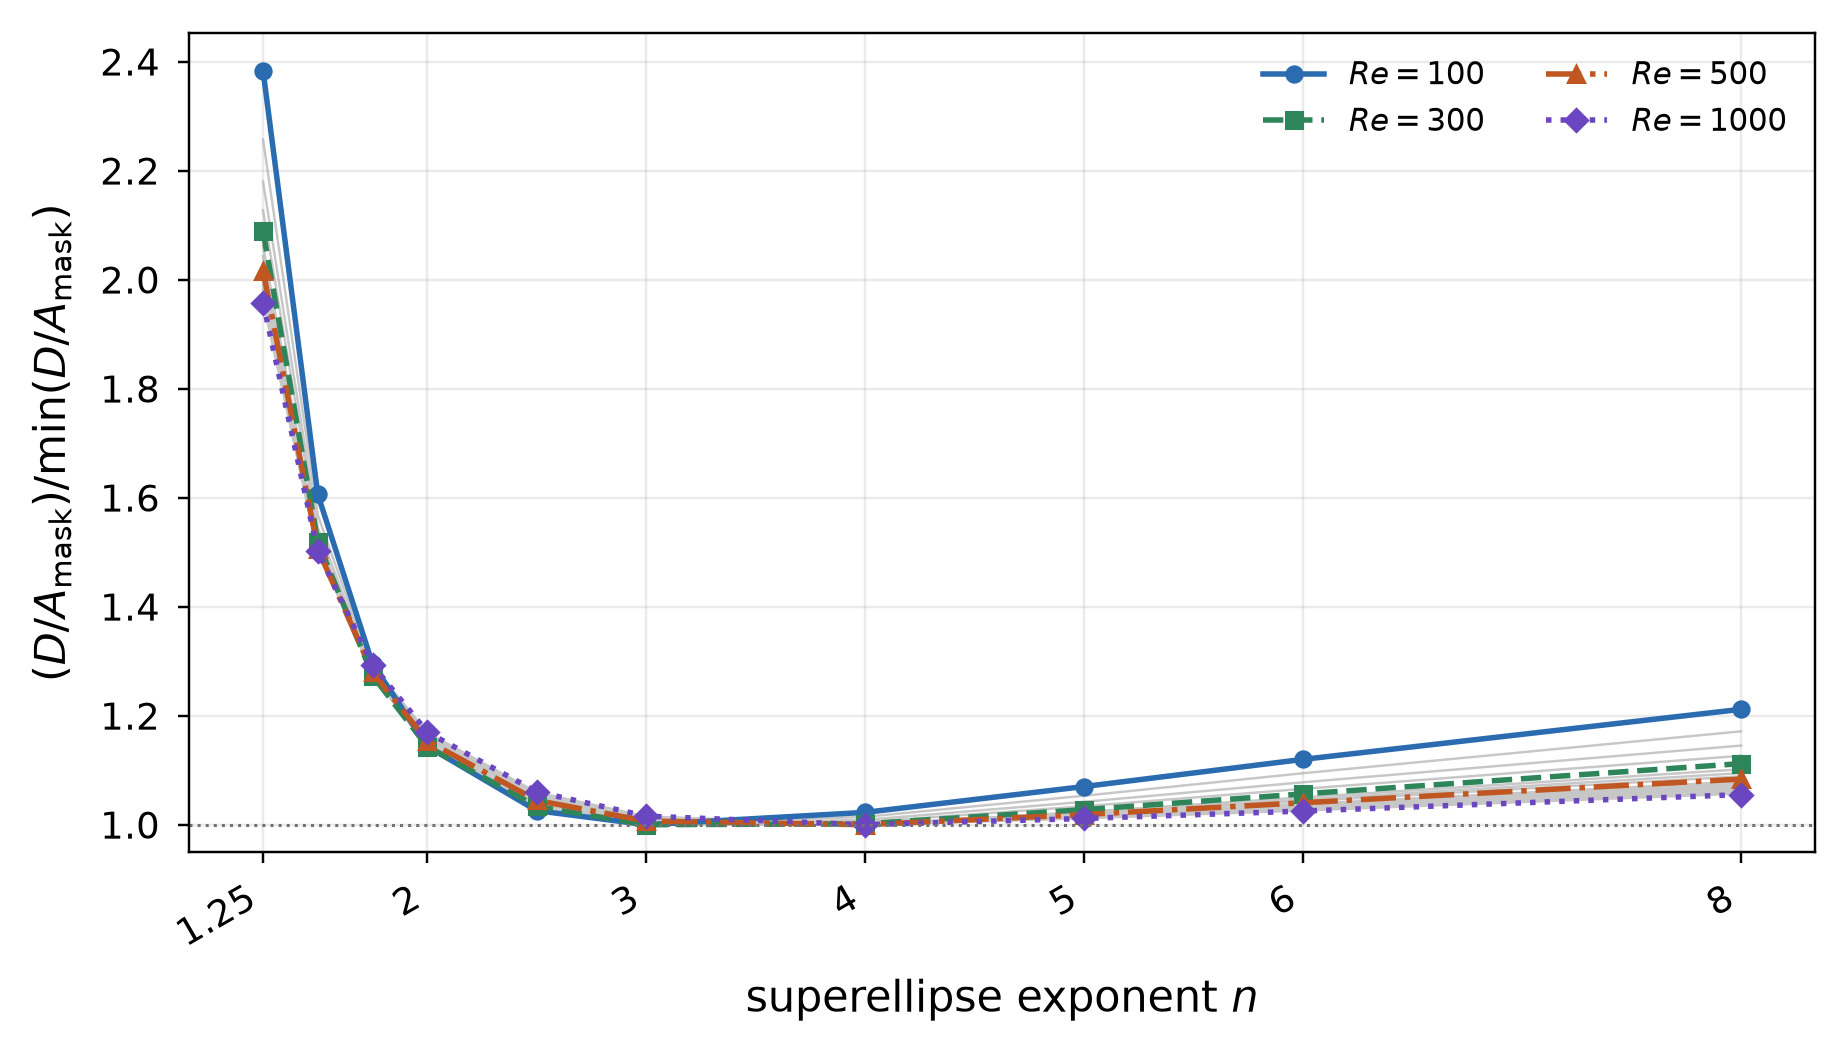 (D/A_mask)/min(D/A_mask)
2.4
2.2
2.0
1.8
1.6
1.4
1.2
1.0
Re = 100
Re = 300
Re = 500
Re = 1000
1.25
2
3
4
5
6
8
superellipse exponent n